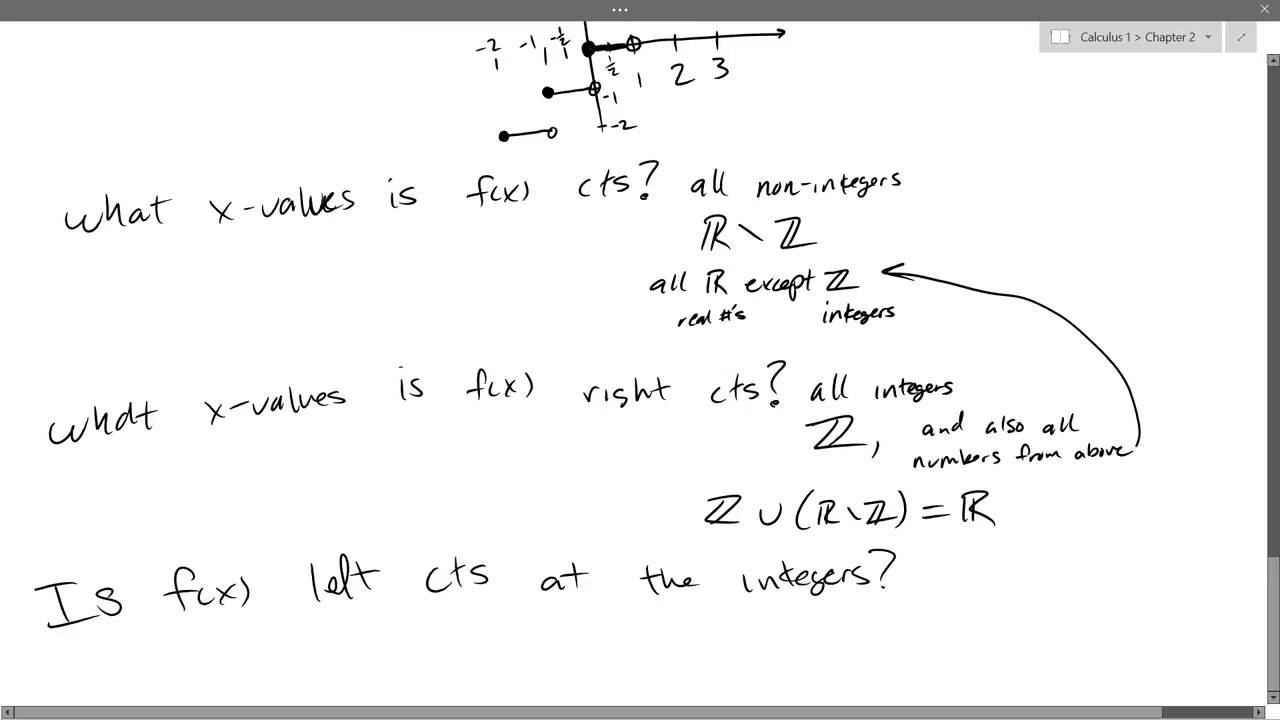 Calculus 1 > Chapter 2
-2 -1 -1/2
1/2 1 2 3
-1
-2
What x-values is f(x) cts? all non-integers
ℝ \ ℤ
all ℝ except ℤ
real #'s integers
What x-values is f(x) right cts? all integers
ℤ, and also all
numbers from above
ℤ ∪ (ℝ\ℤ) = ℝ
Is f(x) left cts at the integers?